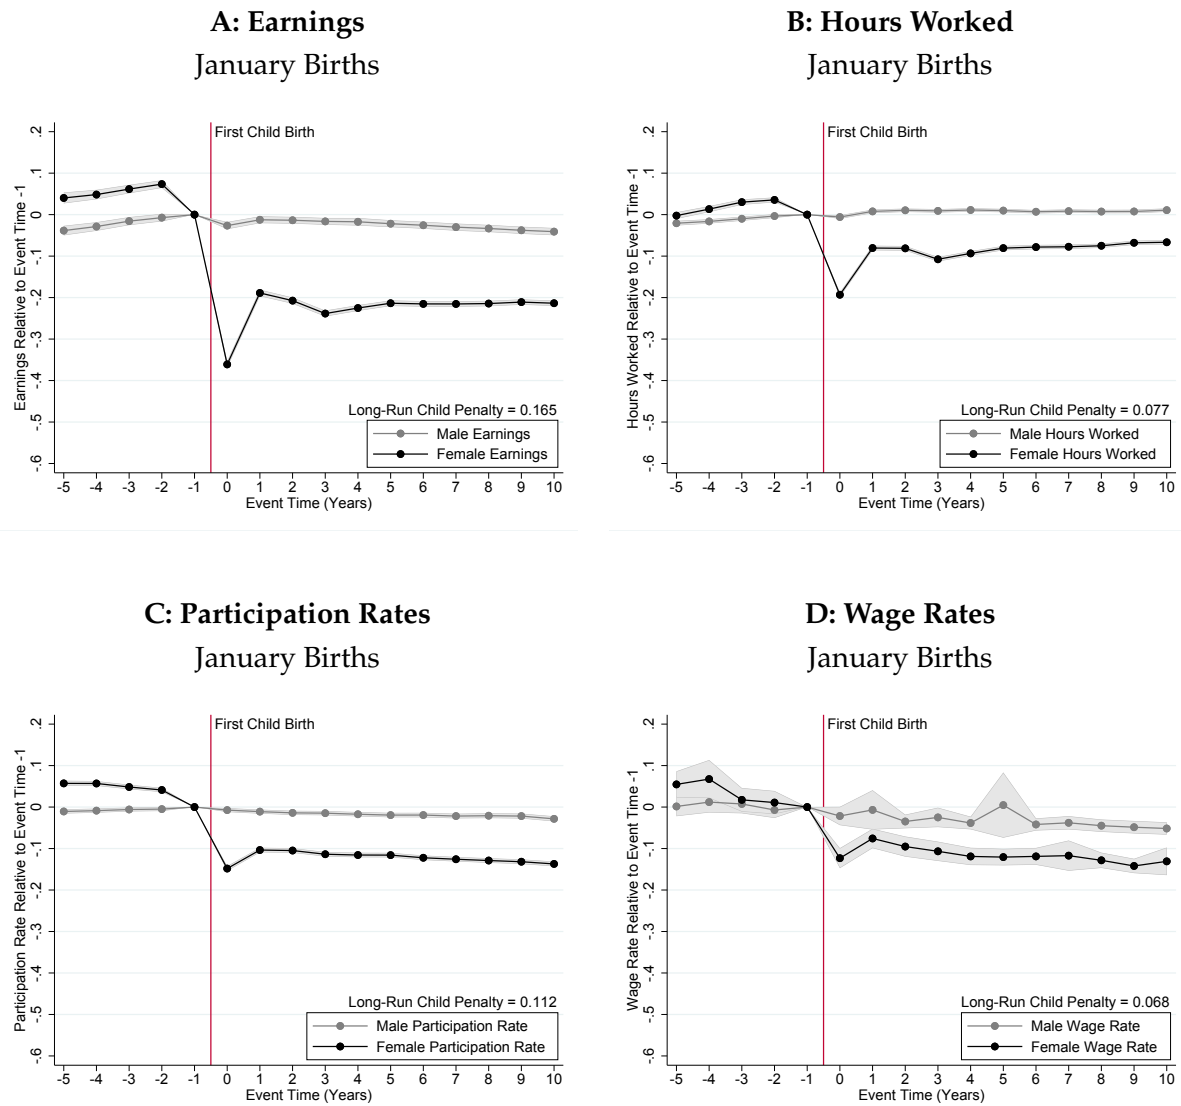 A: Earnings
January Births
Earnings Relative to Event Time -1
.2
.1
0
-.1
-.2
-.3
-.4
-.5
-.6
First Child Birth
Long-Run Child Penalty = 0.165
Male Earnings
Female Earnings
-5 -4 -3 -2 -1 0 1 2 3 4 5 6 7 8 9 10
Event Time (Years)
B: Hours Worked
January Births
Hours Worked Relative to Event Time -1
.2
.1
0
-.1
-.2
-.3
-.4
-.5
-.6
First Child Birth
Long-Run Child Penalty = 0.077
Male Hours Worked
Female Hours Worked
-5 -4 -3 -2 -1 0 1 2 3 4 5 6 7 8 9 10
Event Time (Years)
C: Participation Rates
January Births
Participation Rate Relative to Event Time -1
.2
.1
0
-.1
-.2
-.3
-.4
-.5
-.6
First Child Birth
Long-Run Child Penalty = 0.112
Male Participation Rate
Female Participation Rate
-5 -4 -3 -2 -1 0 1 2 3 4 5 6 7 8 9 10
Event Time (Years)
D: Wage Rates
January Births
Wage Rate Relative to Event Time -1
.2
.1
0
-.1
-.2
-.3
-.4
-.5
-.6
First Child Birth
Long-Run Child Penalty = 0.068
Male Wage Rate
Female Wage Rate
-5 -4 -3 -2 -1 0 1 2 3 4 5 6 7 8 9 10
Event Time (Years)